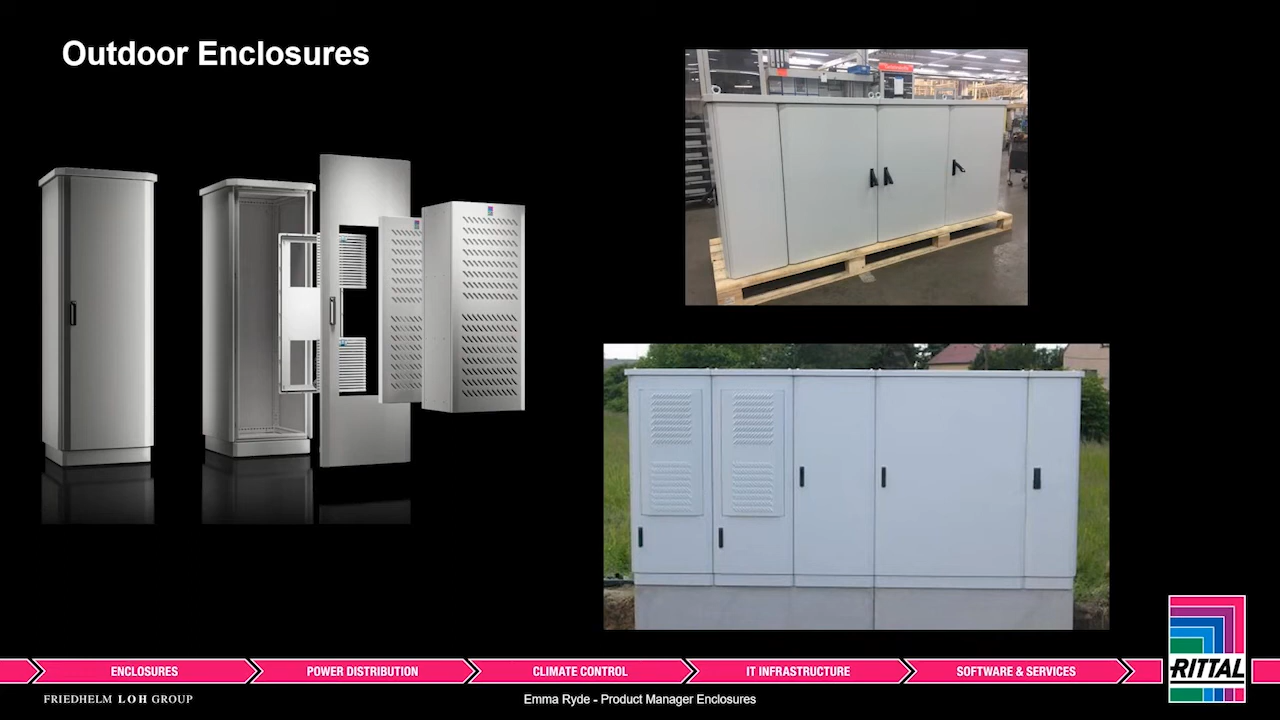 Outdoor Enclosures
ENCLOSURES
POWER DISTRIBUTION
CLIMATE CONTROL
IT INFRASTRUCTURE
SOFTWARE & SERVICES
RITTAL
FRIEDHELM LOH GROUP
Emma Ryde - Product Manager Enclosures